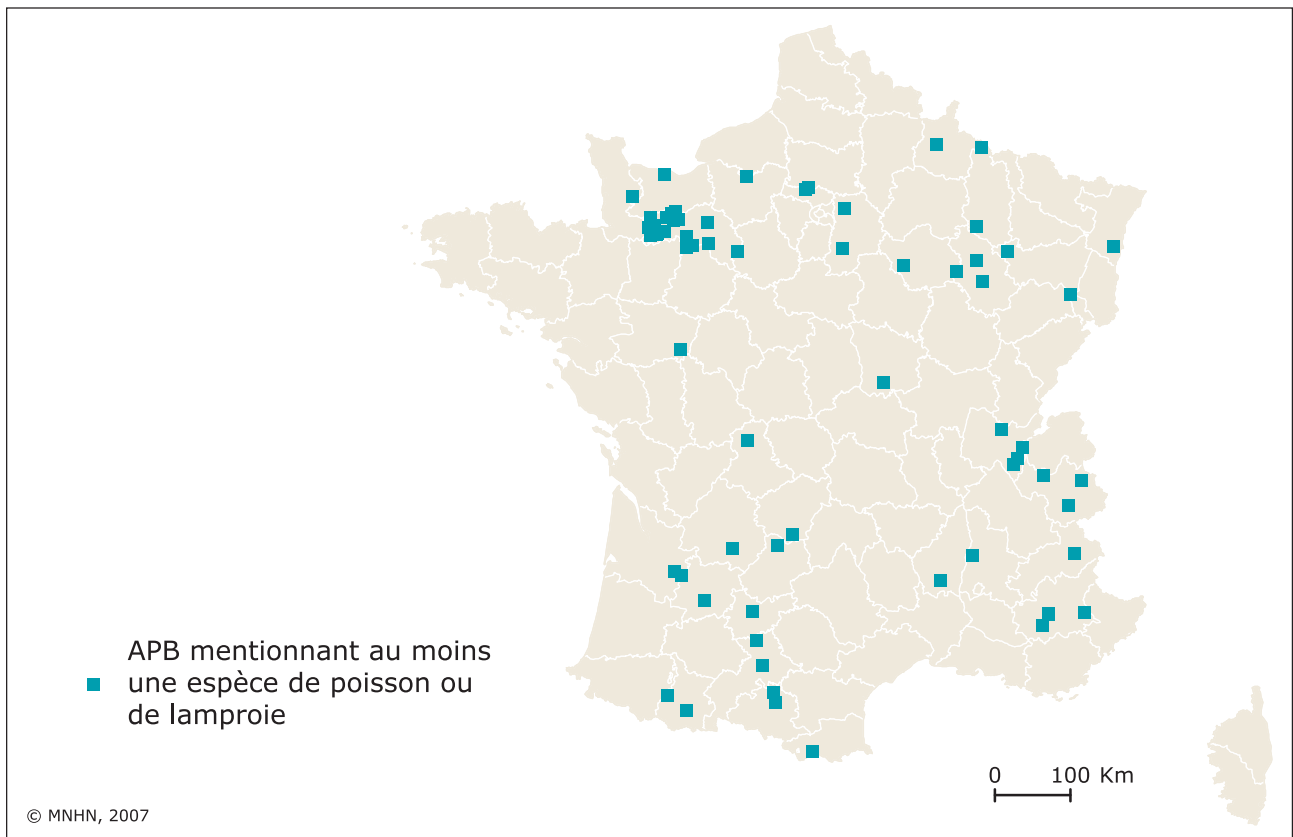 APB mentionnant au moins
une espèce de poisson ou
de lamproie
0 100 Km
© MNHN, 2007